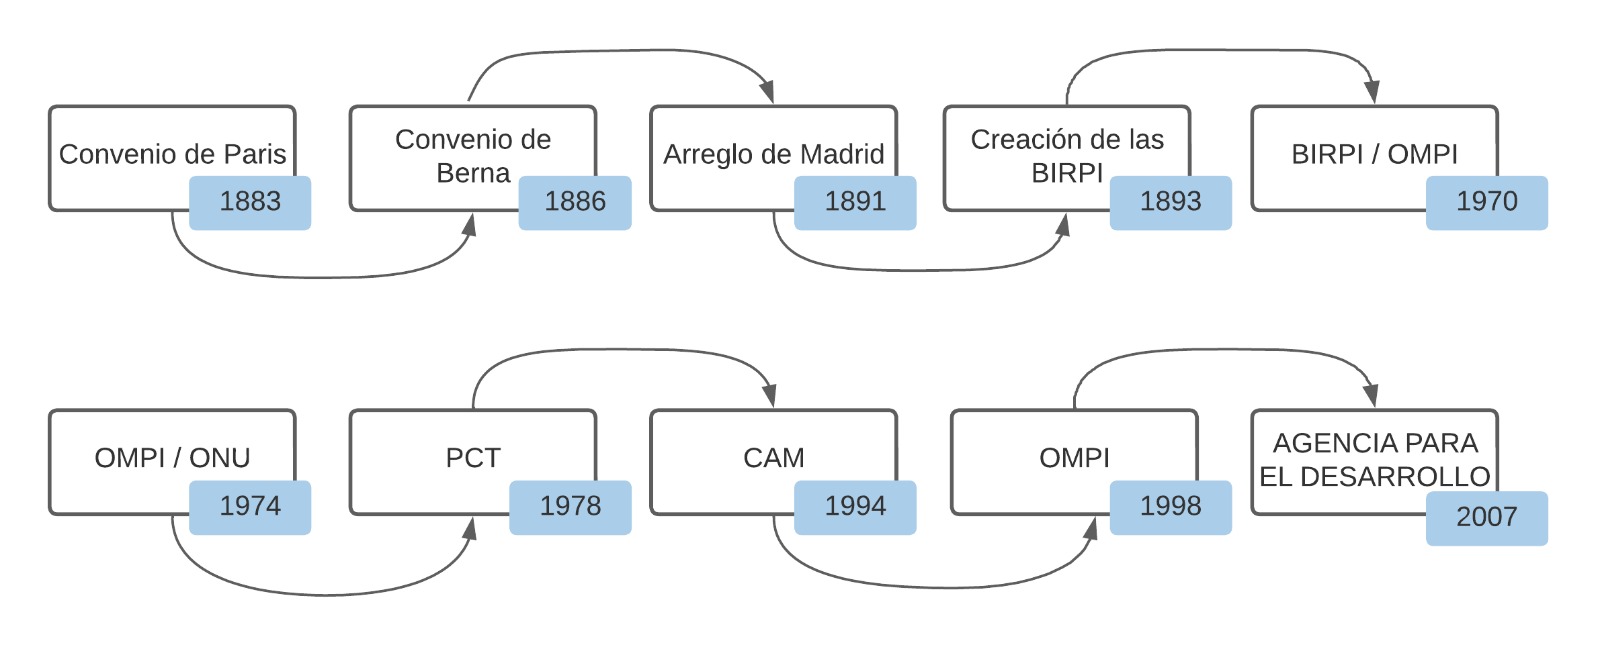 Convenio de Paris
1883
Convenio de
Berna
1886
Arreglo de Madrid
1891
Creación de las
BIRPI
1893
BIRPI / OMPI
1970
OMPI / ONU
1974
PCT
1978
CAM
1994
OMPI
1998
AGENCIA PARA
EL DESARROLLO
2007